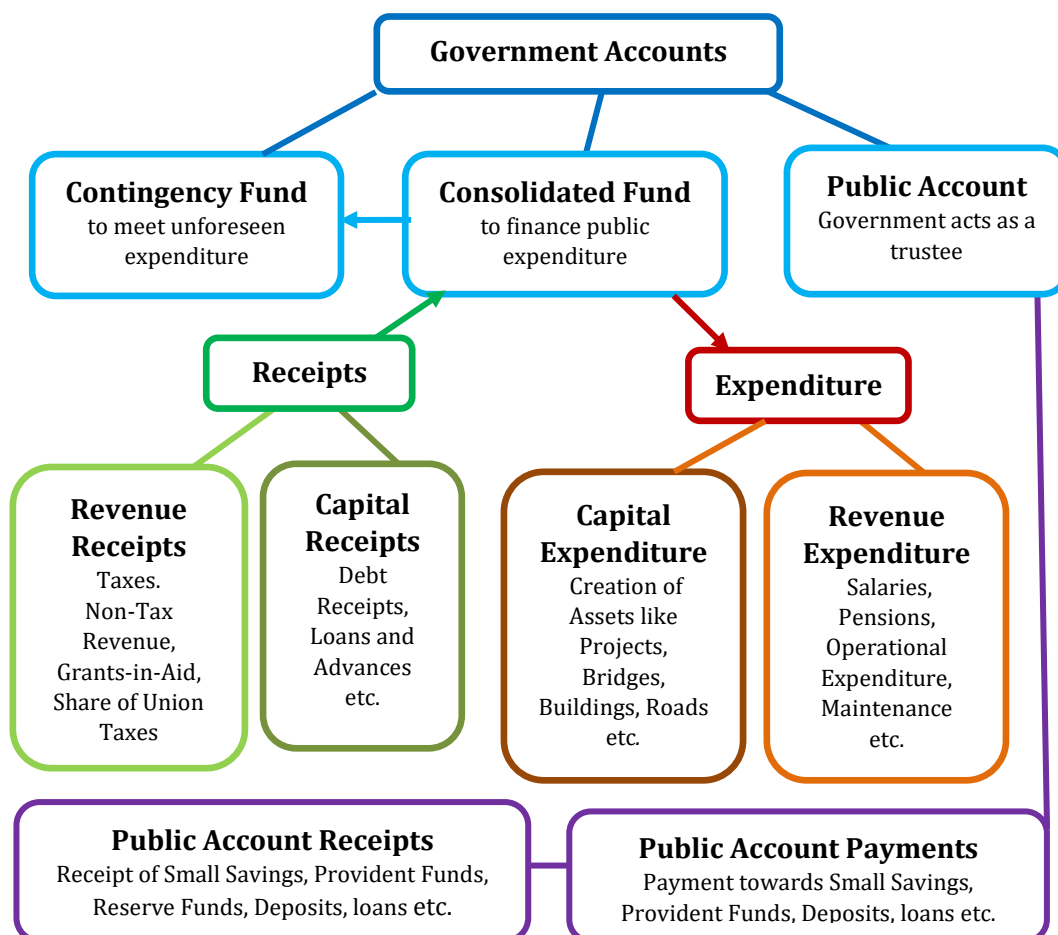 Government Accounts
Contingency Fund
to meet unforeseen
expenditure
Consolidated Fund
to finance public
expenditure
Public Account
Government acts as a
trustee
Receipts
Expenditure
Revenue
Receipts
Taxes.
Non-Tax
Revenue,
Grants-in-Aid,
Share of Union
Taxes
Capital
Receipts
Debt
Receipts,
Loans and
Advances
etc.
Capital
Expenditure
Creation of
Assets like
Projects,
Bridges,
Buildings, Roads
etc.
Revenue
Expenditure
Salaries,
Pensions,
Operational
Expenditure,
Maintenance
etc.
Public Account Receipts
Receipt of Small Savings, Provident Funds,
Reserve Funds, Deposits, loans etc.
Public Account Payments
Payment towards Small Savings,
Provident Funds, Deposits, loans etc.